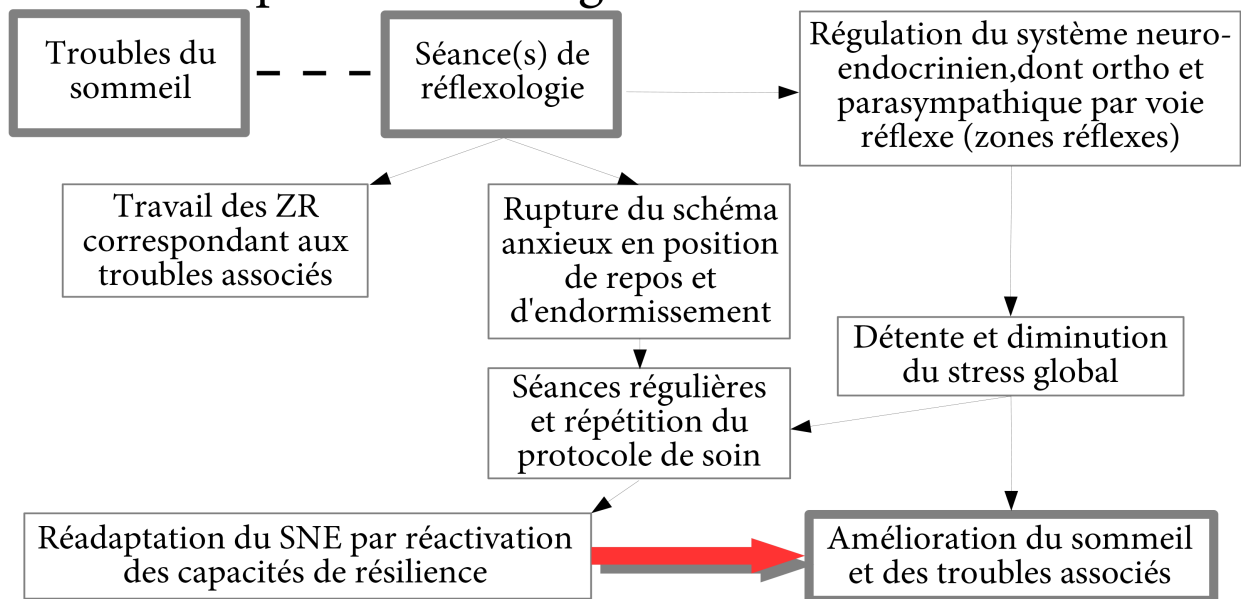 Troubles du
sommeil
Séance(s) de
réflexologie
Régulation du système neuro-
endocrinien,dont ortho et
parasympathique par voie
réflexe (zones réflexes)
Travail des ZR
correspondant aux
troubles associés
Rupture du schéma
anxieux en position
de repos et
d'endormissement
Détente et diminution
du stress global
Séances régulières
et répétition du
protocole de soin
Réadaptation du SNE par réactivation
des capacités de résilience
Amélioration du sommeil
et des troubles associés